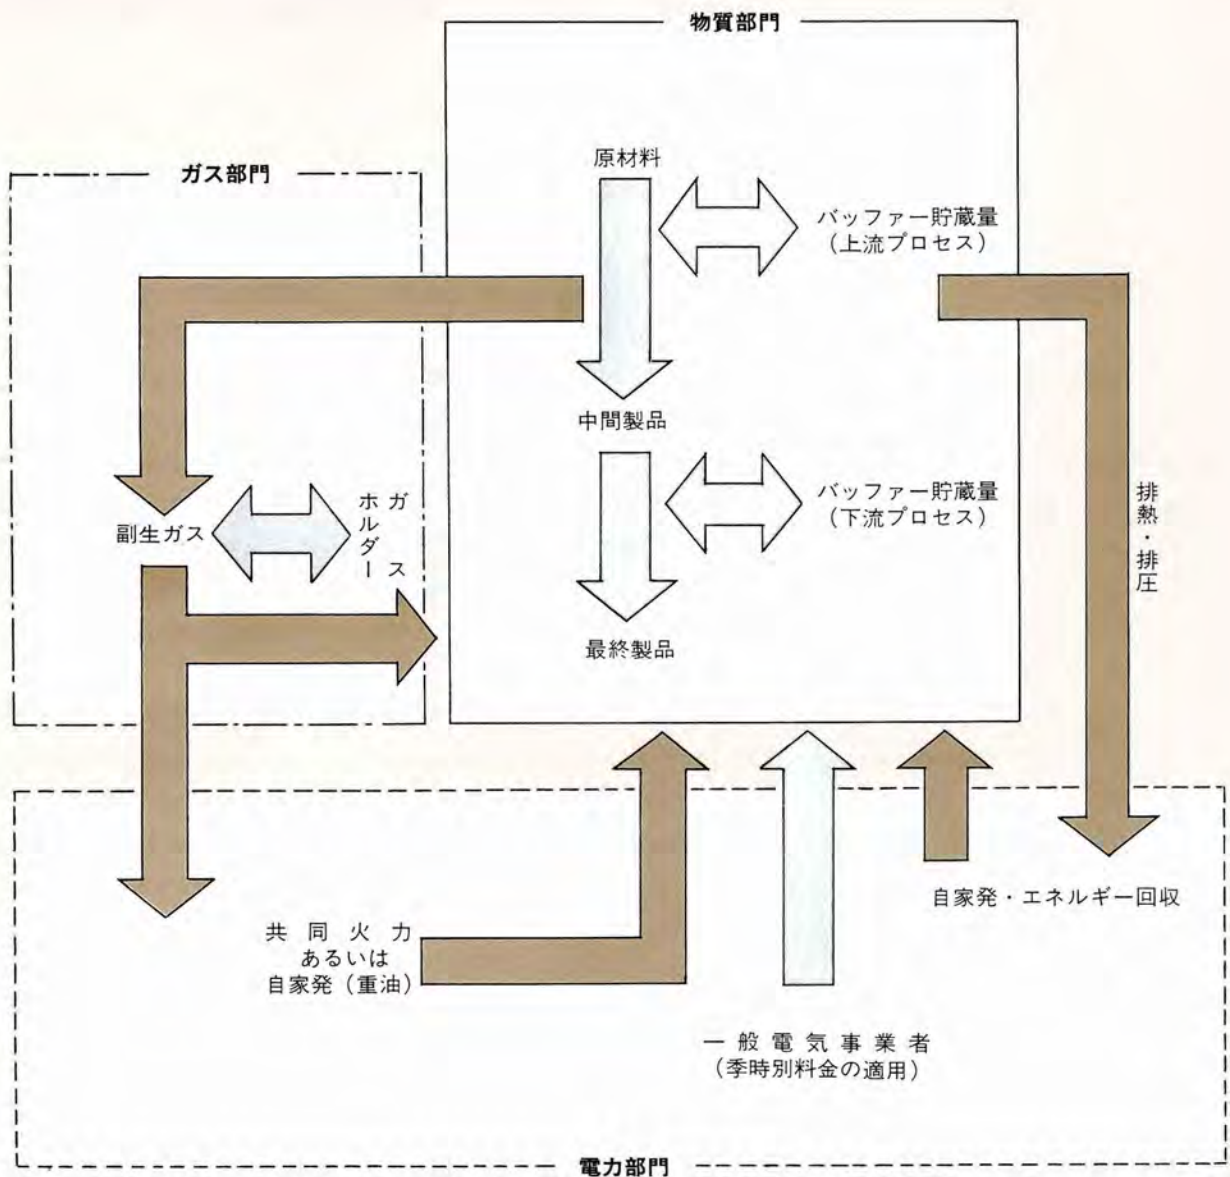 物質部門
ガス部門
原材料
バッファー貯蔵量
(上流プロセス)
中間製品
副生ガス
ガス
ホルダー
バッファー貯蔵量
(下流プロセス)
排熱・排圧
最終製品
自家発・エネルギー回収
共同火力
あるいは
自家発(重油)
一般電気事業者
(季時別料金の適用)
電力部門